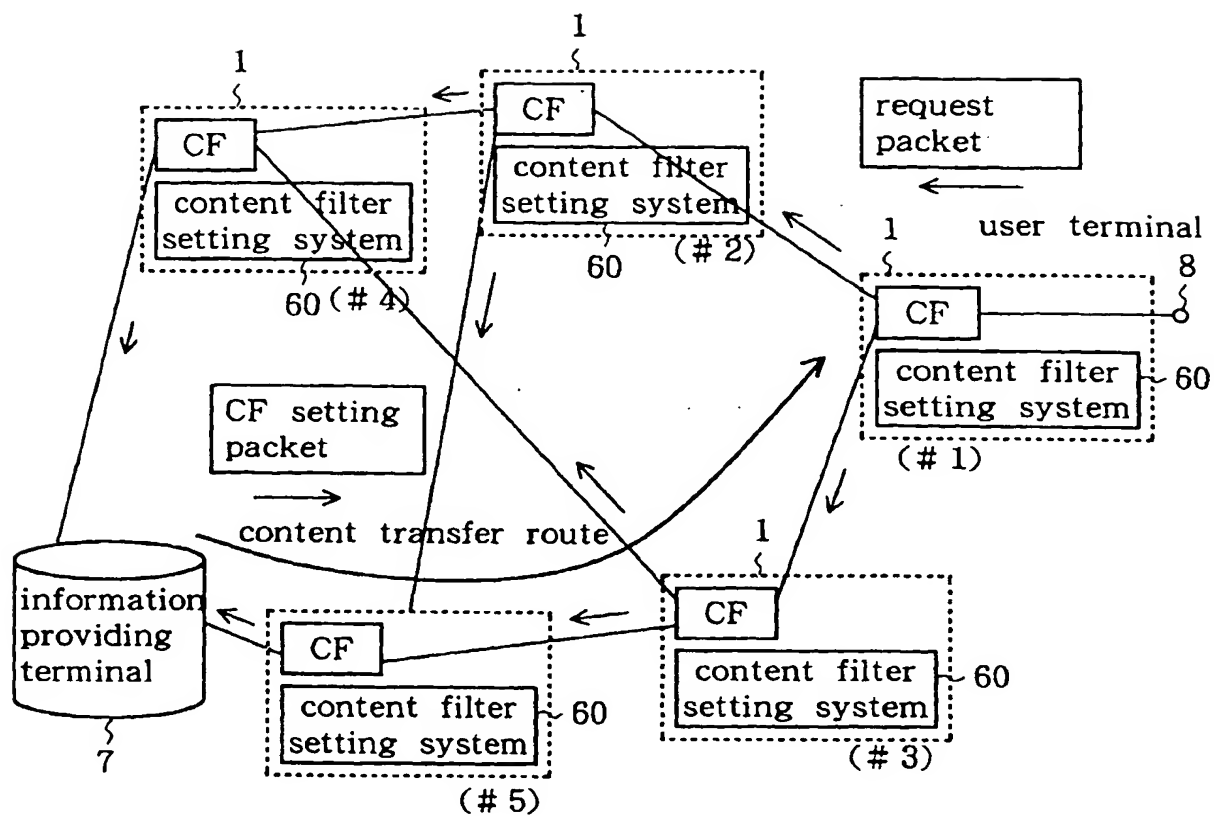 1
1
CF
CF
request
packet
content filter
setting system
content filter
setting system
60 (# 4)
60
(# 2)
1
user terminal
8
CF
content filter
setting system
60
(# 1)
CF setting
packet
content transfer route
1
information
providing
terminal
7
CF
content filter
setting system
60
(# 5)
CF
content filter
setting system
60
(# 3)